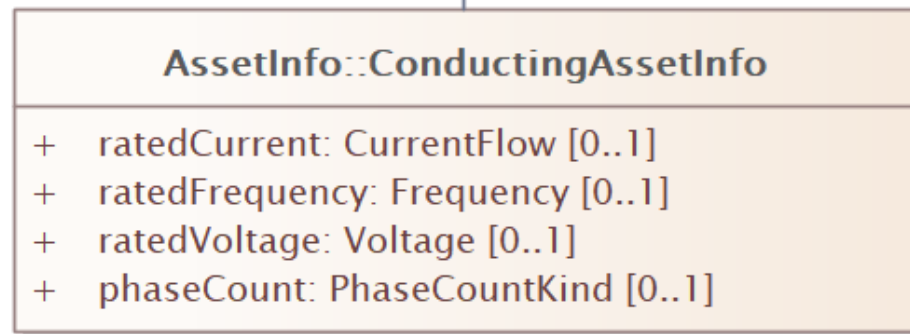 AssetInfo::ConductingAssetInfo
+ ratedCurrent: CurrentFlow [0..1]
+ ratedFrequency: Frequency [0..1]
+ ratedVoltage: Voltage [0..1]
+ phaseCount: PhaseCountKind [0..1]